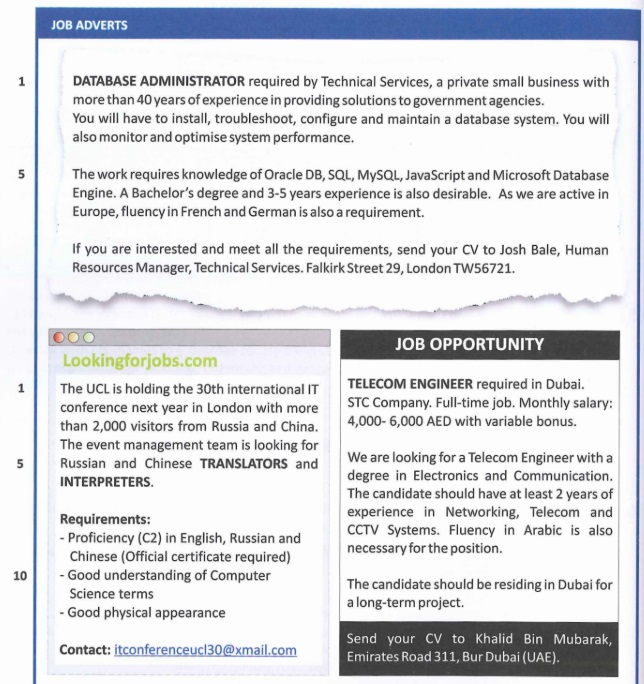 JOB ADVERTS
1
DATABASE ADMINISTRATOR required by Technical Services, a private small business with
more than 40 years of experience in providing solutions to government agencies.
You will have to install, troubleshoot, configure and maintain a database system. You will
also monitor and optimise system performance.
5
The work requires knowledge of Oracle DB, SQL, MySQL, JavaScript and Microsoft Database
Engine. A Bachelor's degree and 3-5 years experience is also desirable. As we are active in
Europe, fluency in French and German is also a requirement.
If you are interested and meet all the requirements, send your CV to Josh Bale, Human
Resources Manager, Technical Services. Falkirk Street 29, London TW56721.
Lookingforjobs.com
1
The UCL is holding the 30th international IT
conference next year in London with more
than 2,000 visitors from Russia and China.
The event management team is looking for
5
Russian and Chinese TRANSLATORS and
INTERPRETERS.
Requirements:
- Proficiency (C2) in English, Russian and
Chinese (Official certificate required)
10
- Good understanding of Computer
Science terms
- Good physical appearance
Contact: itconferenceucl30@xmail.com
JOB OPPORTUNITY
TELECOM ENGINEER required in Dubai.
STC Company. Full-time job. Monthly salary:
4,000- 6,000 AED with variable bonus.
We are looking for a Telecom Engineer with a
degree in Electronics and Communication.
The candidate should have at least 2 years of
experience in Networking, Telecom and
CCTV Systems. Fluency in Arabic is also
necessary for the position.
The candidate should be residing in Dubai for
a long-term project.
Send your CV to Khalid Bin Mubarak,
Emirates Road 311, Bur Dubai (UAE).